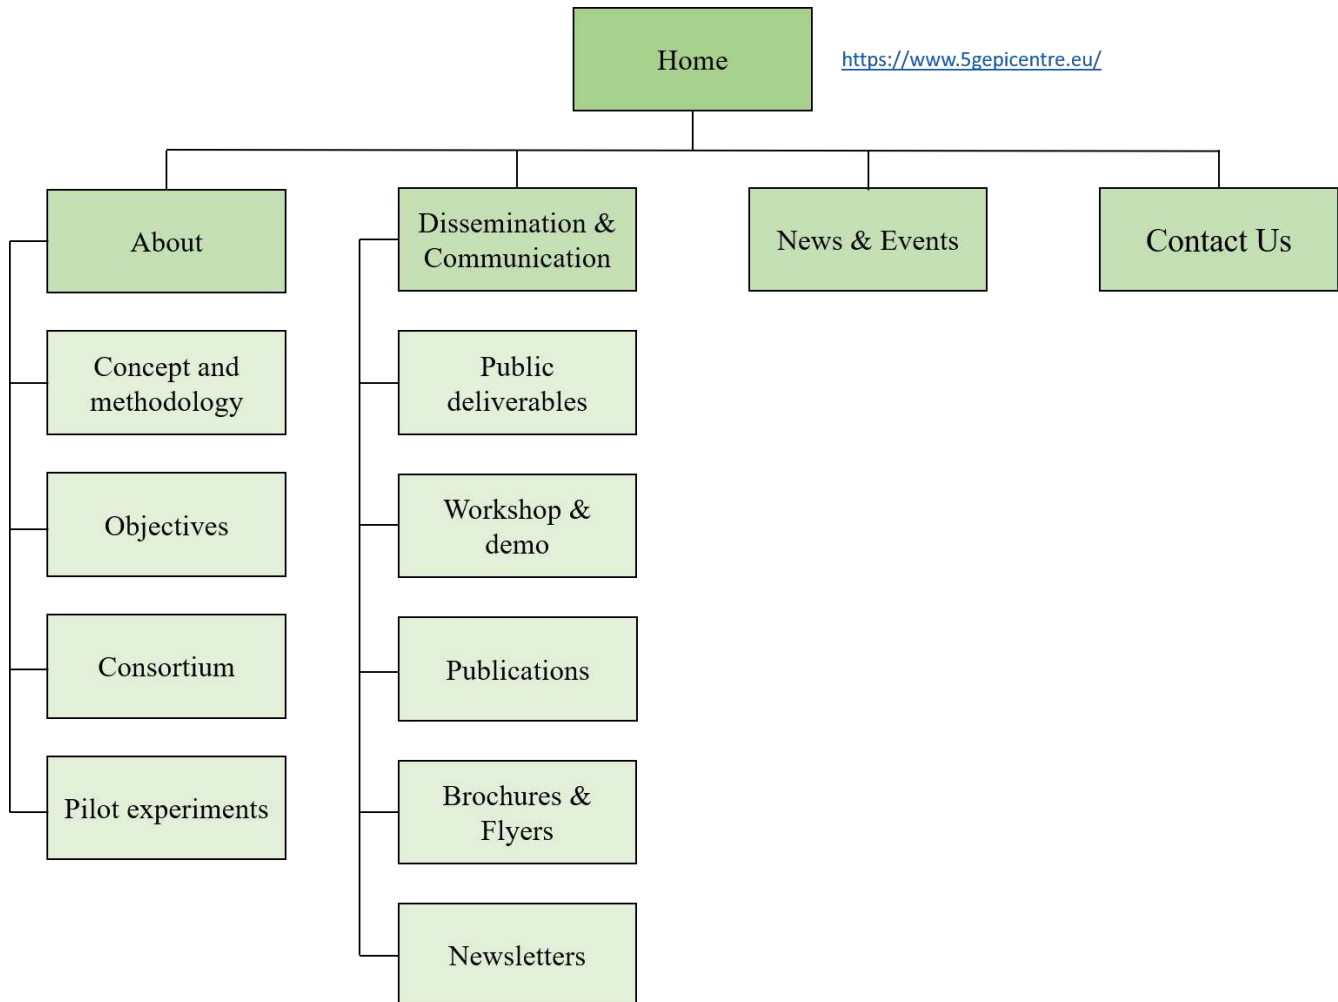 Home
https://www.5gepicentre.eu/
About
Dissemination &
Communication
News & Events
Contact Us
Concept and
methodology
Objectives
Consortium
Pilot experiments
Public
deliverables
Workshop &
demo
Publications
Brochures &
Flyers
Newsletters